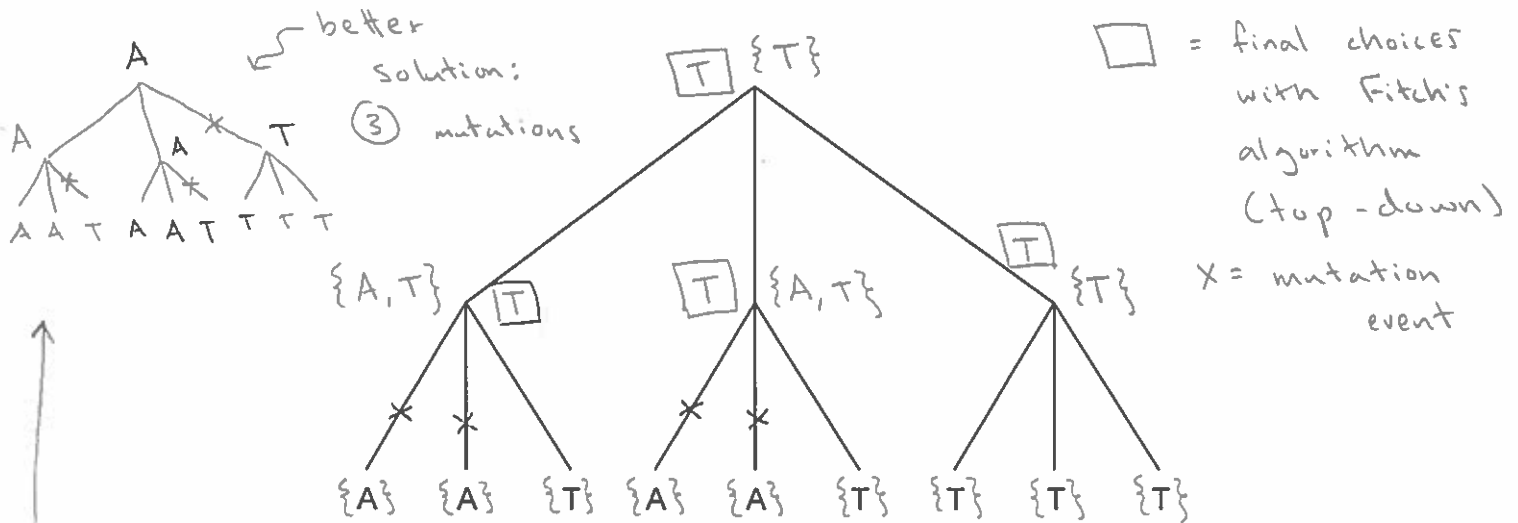 better
solution:
③ mutations
A
A A T
A A T A A T T T T
T {T}
{A, T} T
T {A, T}
T {T}
{A} {A} {T} {A} {A} {T} {T} {T} {T}
□ = final choices
with Fitch's
algorithm
(top-down)
X = mutation
event